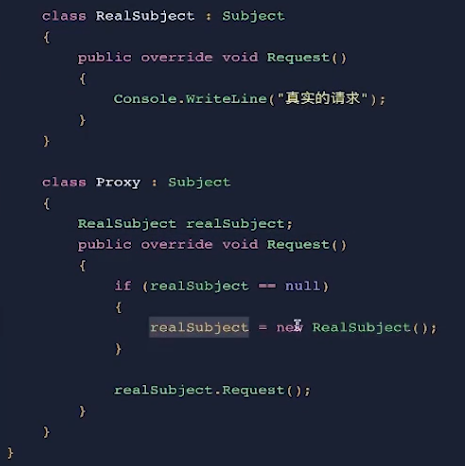 class RealSubject : Subject
{
public override void Request()
{
Console.WriteLine("真实的请求");
}
}
class Proxy : Subject
{
RealSubject realSubject;
public override void Request()
{
if (realSubject == null)
{
realSubject = new RealSubject();
}
realSubject.Request();
}
}
}